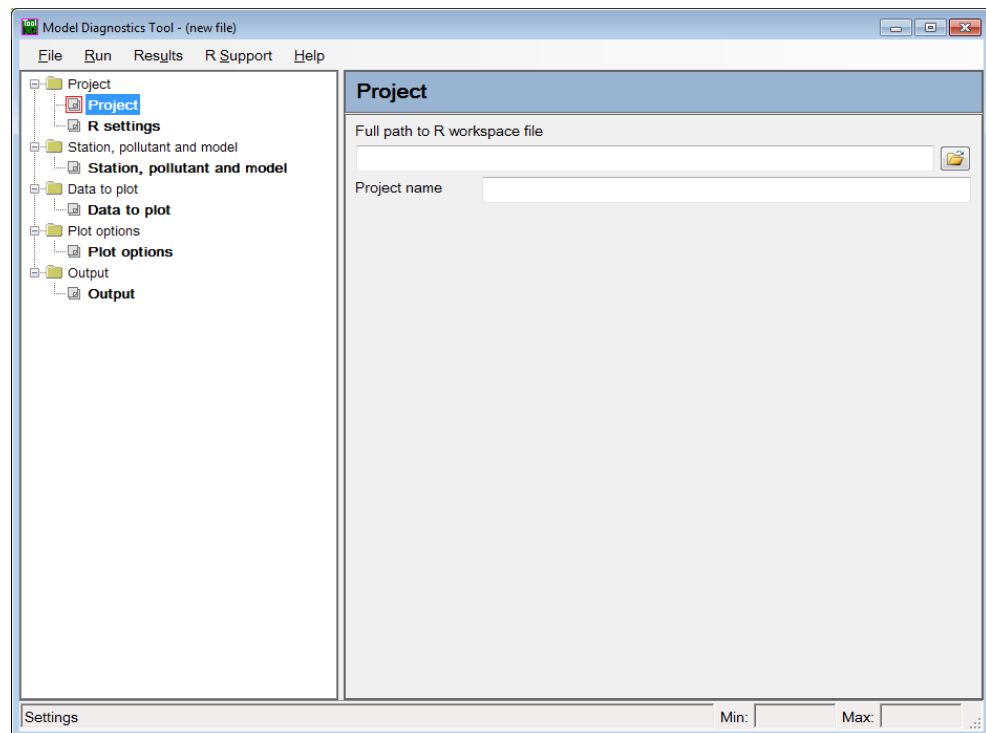 Tool Kit Model Diagnostics Tool - (new file)
File Run Results R Support Help
Project
Project
R settings
Station, pollutant and model
Station, pollutant and model
Data to plot
Data to plot
Plot options
Plot options
Output
Output
Project
Full path to R workspace file
Project name
Settings Min: Max: